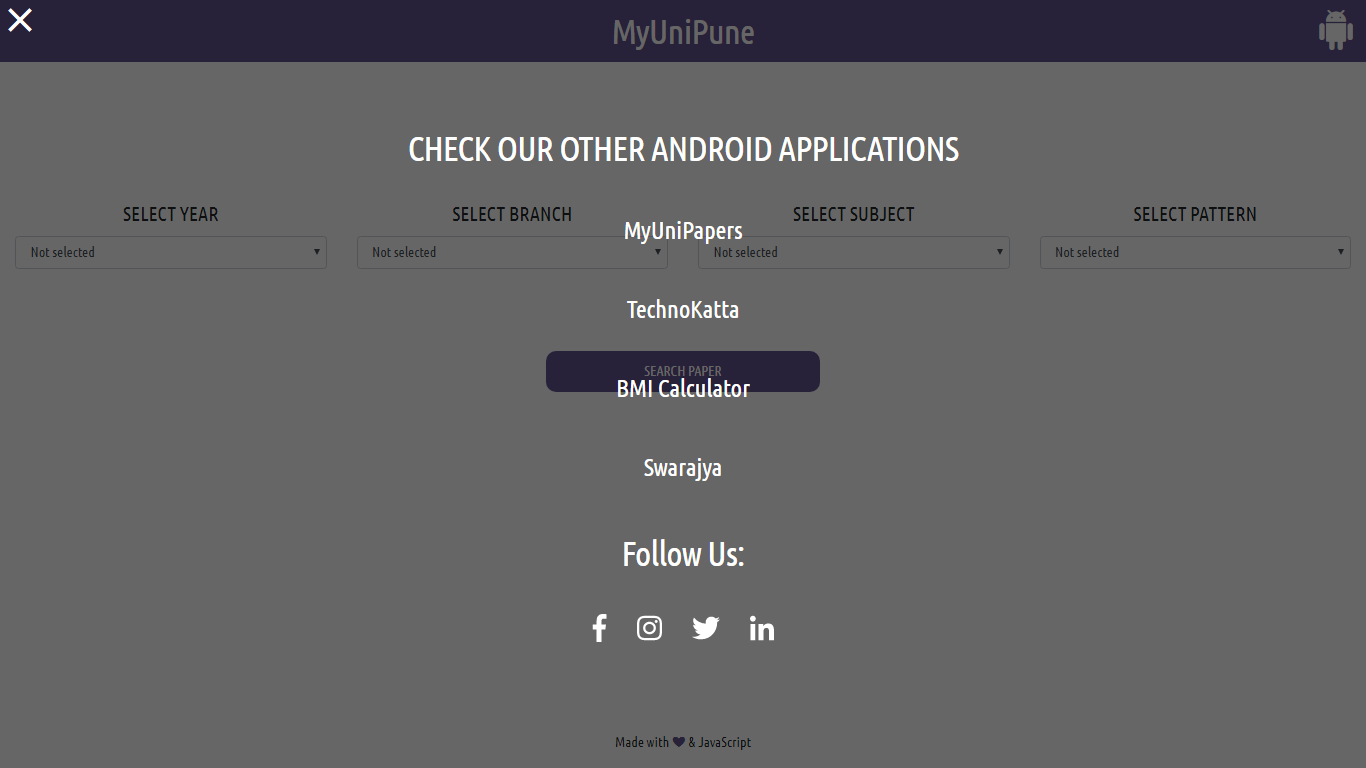 MyUniPune
CHECK OUR OTHER ANDROID APPLICATIONS
SELECT YEAR
SELECT BRANCH
SELECT SUBJECT
SELECT PATTERN
MyUniPapers
Not selected
Not selected
Not selected
Not selected
TechnoKatta
SEARCH PAPER
BMI Calculator
Swarajya
Follow Us:
Made with & JavaScript